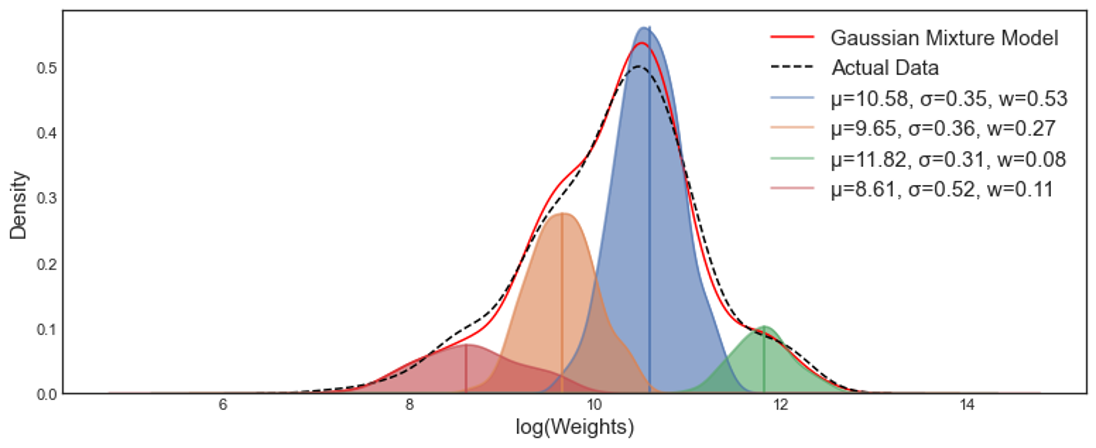 Gaussian Mixture Model
Actual Data
μ=10.58, σ=0.35, w=0.53
μ=9.65, σ=0.36, w=0.27
μ=11.82, σ=0.31, w=0.08
μ=8.61, σ=0.52, w=0.11
Density
0.5
0.4
0.3
0.2
0.1
0.0
6 8 10 12 14
log(Weights)